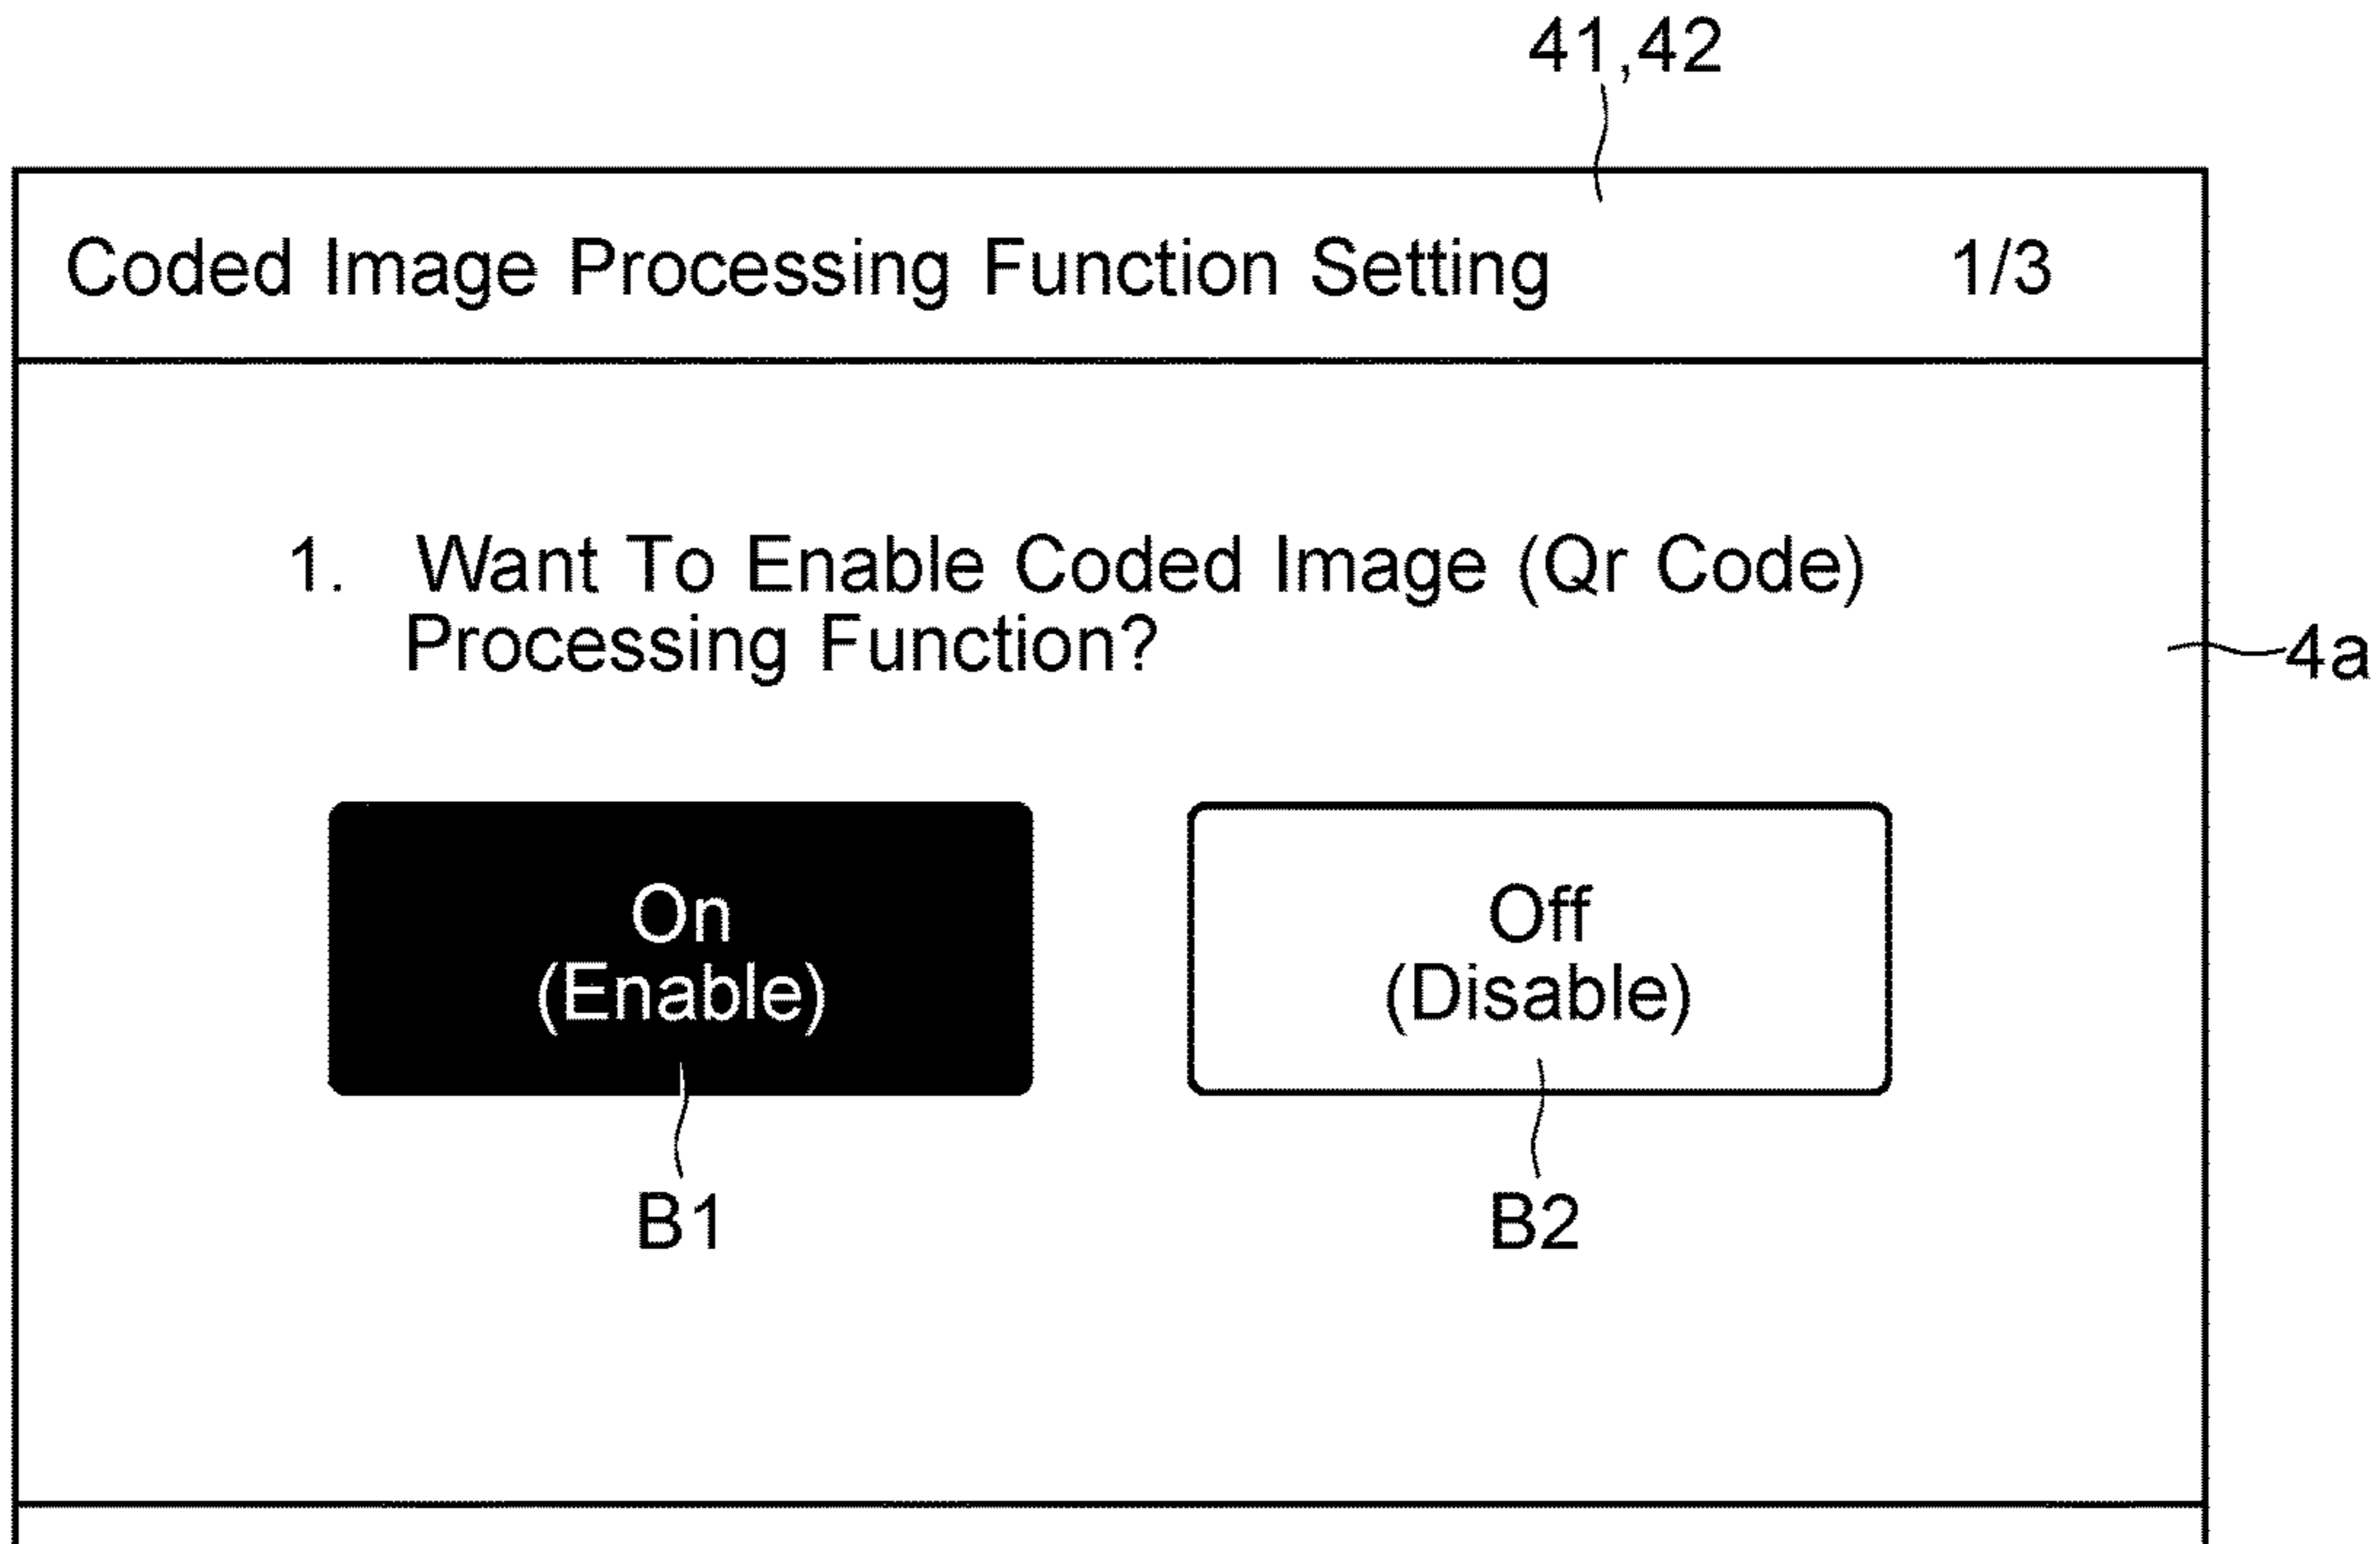 41,42
Coded Image Processing Function Setting 1/3
1. Want To Enable Coded Image (Qr Code)
Processing Function?
4a
On
(Enable)
Off
(Disable)
B1
B2